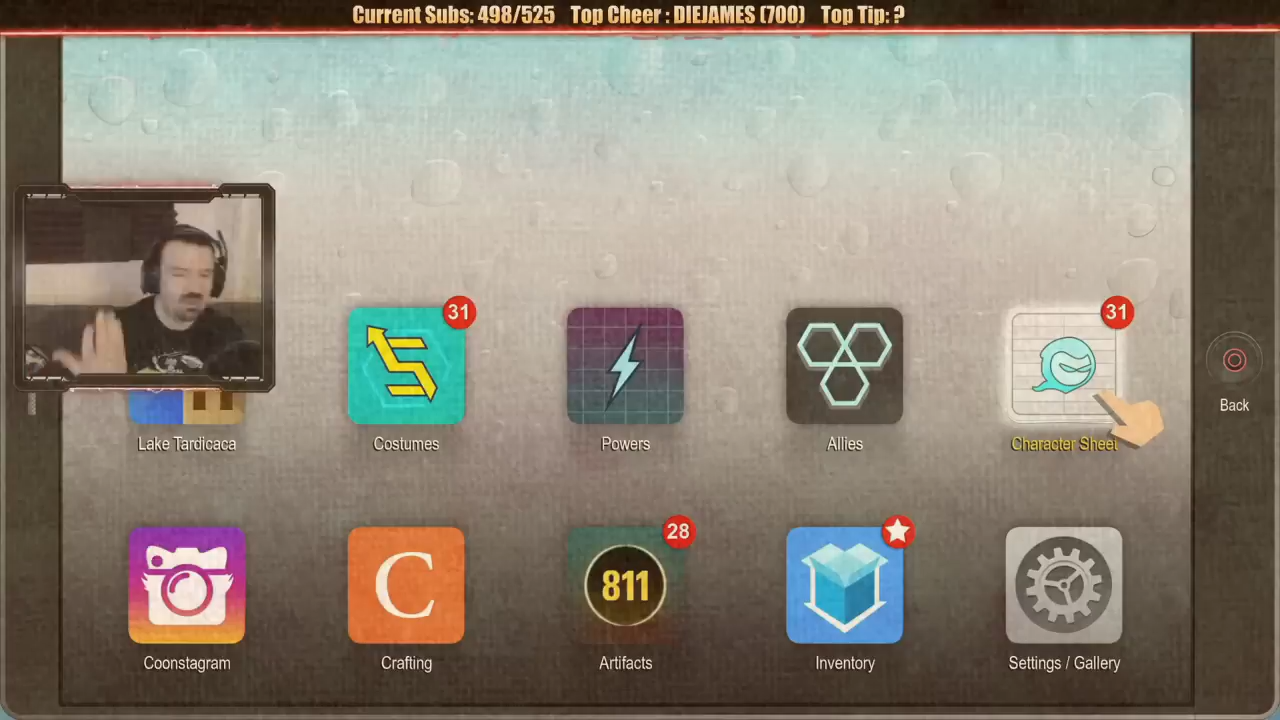 Current Subs: 498/525 Top Cheer : DIEJAMES (700) Top Tip: ?
31
31
Back
Lake Tardicaca
Costumes
Powers
Allies
Character Sheet
28
C
811
Coonstagram
Crafting
Artifacts
Inventory
Settings / Gallery